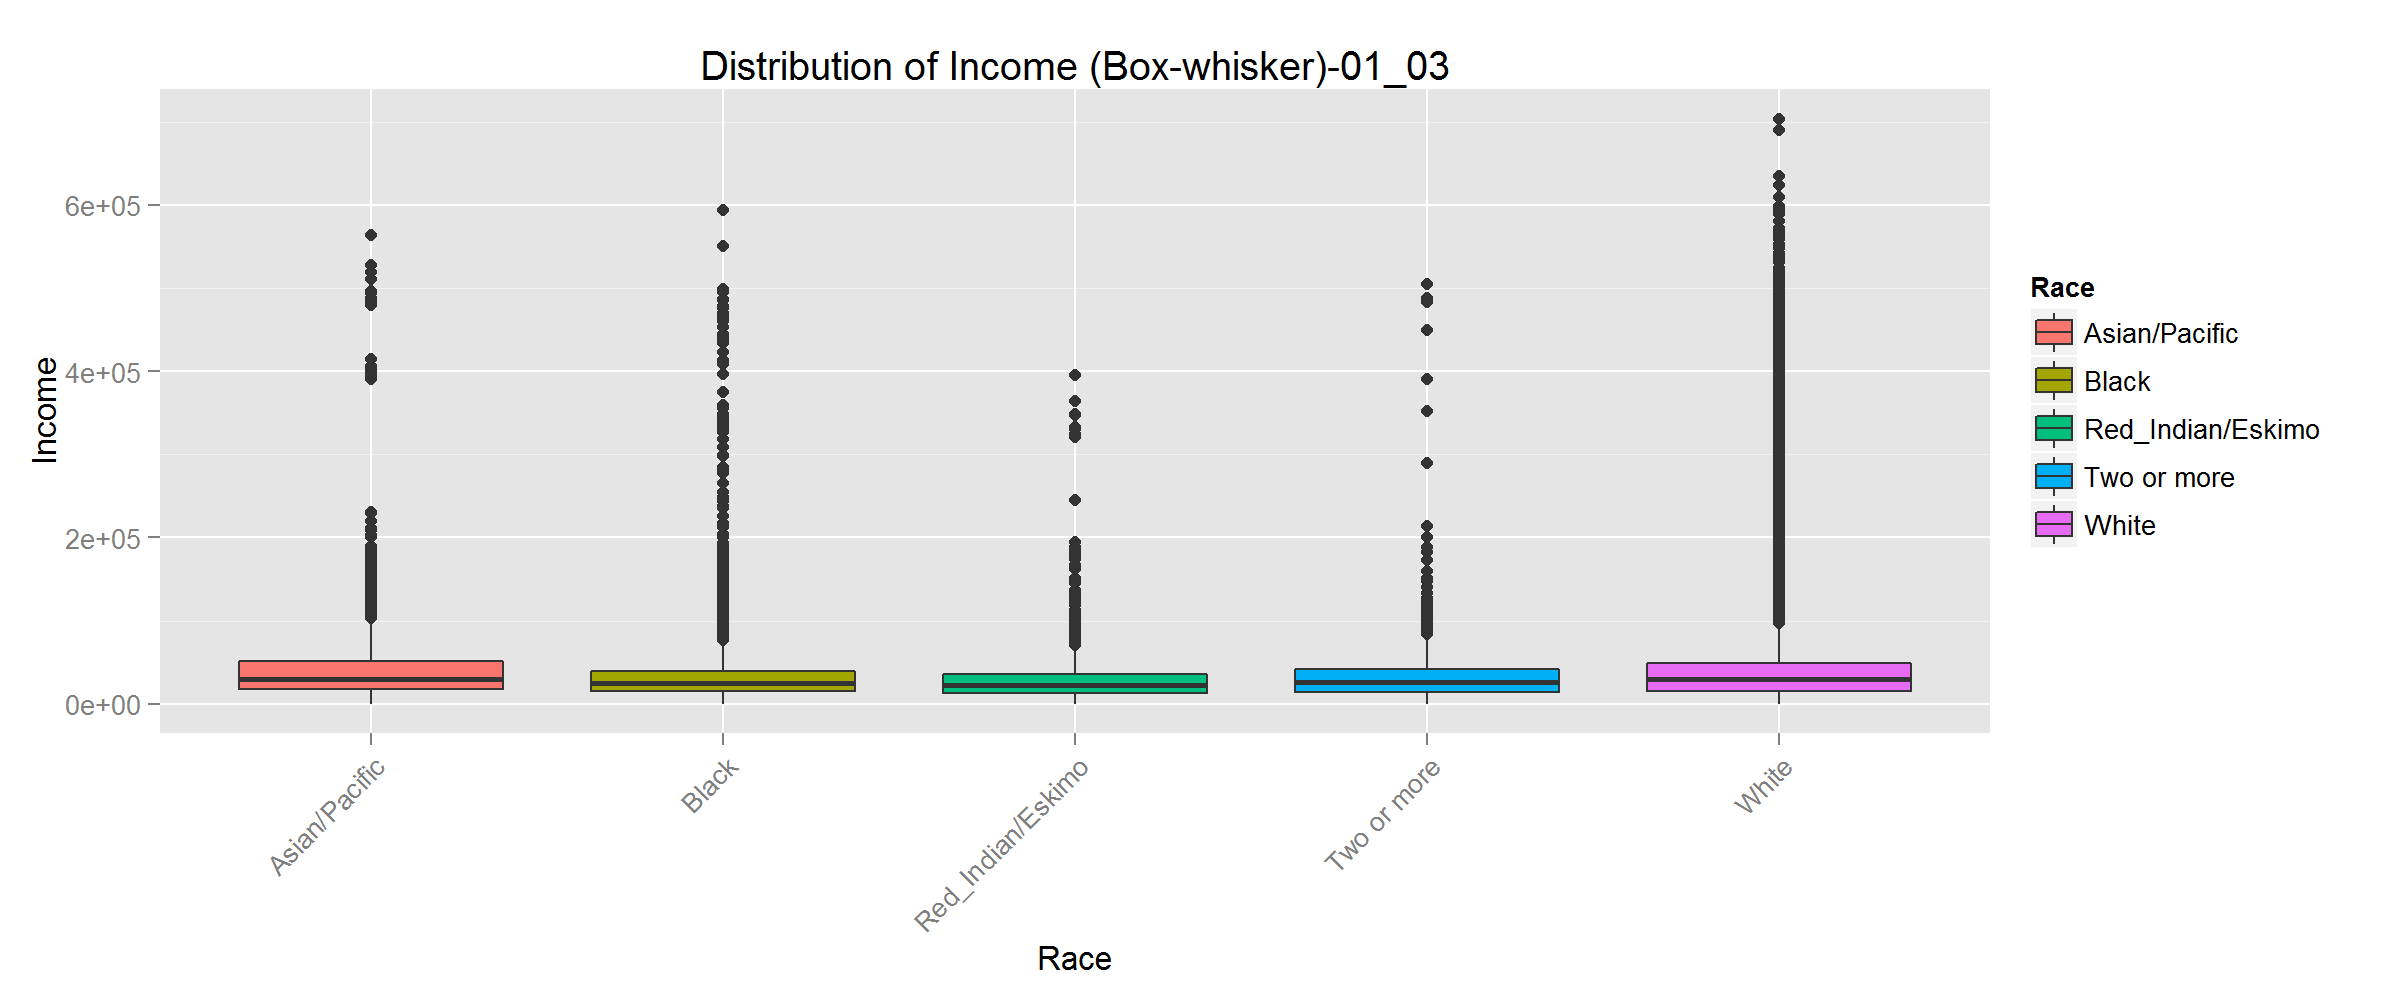 Distribution of Income (Box-whisker)-01_03
Income
6e+05
4e+05
2e+05
0e+00
Asian/Pacific
Black
Red_Indian/Eskimo
Two or more
White
Race
Race
Asian/Pacific
Black
Red_Indian/Eskimo
Two or more
White